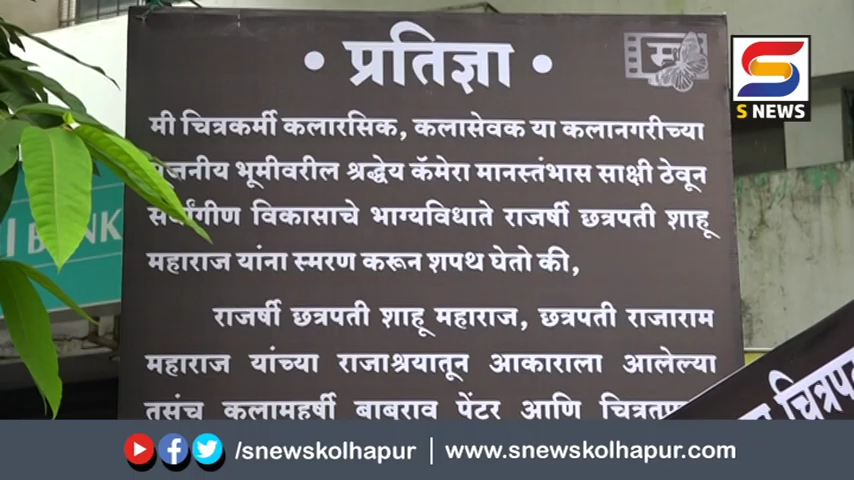 • प्रतिज्ञा •
S NEWS
मी चित्रकर्मी कलारसिक, कलासेवक या कलानगरीच्या
भूमीवरील श्रद्धेय कॅमेरा मानस्तंभास साक्षी ठेवून
सर्वांगीण विकासाचे भाग्यविधाते राजर्षी छत्रपती शाहू
महाराज यांना स्मरण करून शपथ घेतो की,
BANK
राजर्षी छत्रपती शाहू महाराज, छत्रपती राजाराम
महाराज यांच्या राजाश्रयातून आकाराला आलेल्या
तसंच कलामहर्षी बाबुराव पेंटर आणि
/snewskolhapur | www.snewskolhapur.com